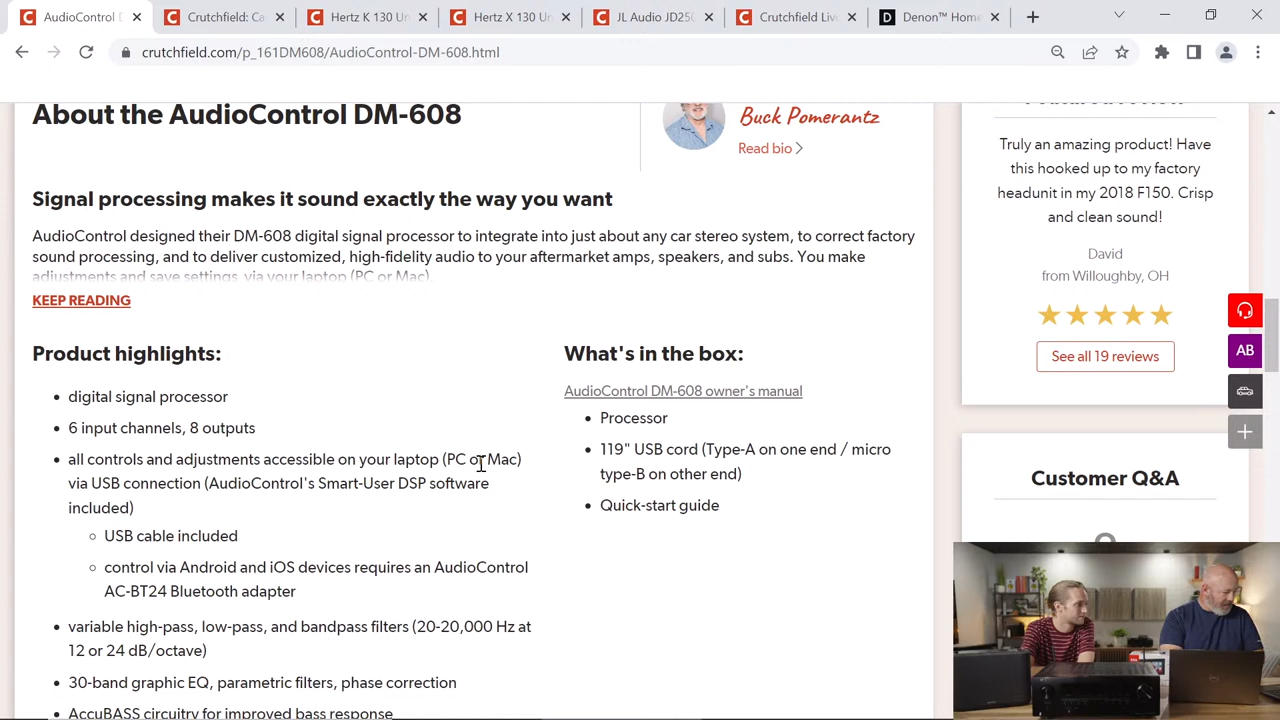 AudioControl D
Crutchfield: Ca
Hertz K 130 Un
Hertz X 130 Un
JL Audio JD250
Crutchfield Live
Denon™ Home
crutchfield.com/p_161DM608/AudioControl-DM-608.html
About the AudioControl DM-608
Buck Pomerantz
Read bio
Signal processing makes it sound exactly the way you want
AudioControl designed their DM-608 digital signal processor to integrate into just about any car stereo system, to correct factory
sound processing, and to deliver customized, high-fidelity audio to your aftermarket amps, speakers, and subs. You make
adjustments and save settings, via your laptop (PC or Mac).
KEEP READING
Product highlights:
• digital signal processor
• 6 input channels, 8 outputs
• all controls and adjustments accessible on your laptop (PC or Mac)
via USB connection (AudioControl's Smart-User DSP software
included)
USB cable included
control via Android and iOS devices requires an AudioControl
AC-BT24 Bluetooth adapter
• variable high-pass, low-pass, and bandpass filters (20-20,000 Hz at
12 or 24 dB/octave)
• 30-band graphic EQ, parametric filters, phase correction
• AccuBASS circuitry for improved bass response
What's in the box:
AudioControl DM-608 owner's manual
• Processor
• 119" USB cord (Type-A on one end / micro
type-B on other end)
• Quick-start guide
Truly an amazing product! Have
this hooked up to my factory
headunit in my 2018 F150. Crisp
and clean sound!
David
from Willoughby, OH
See all 19 reviews
AB
Customer Q&A